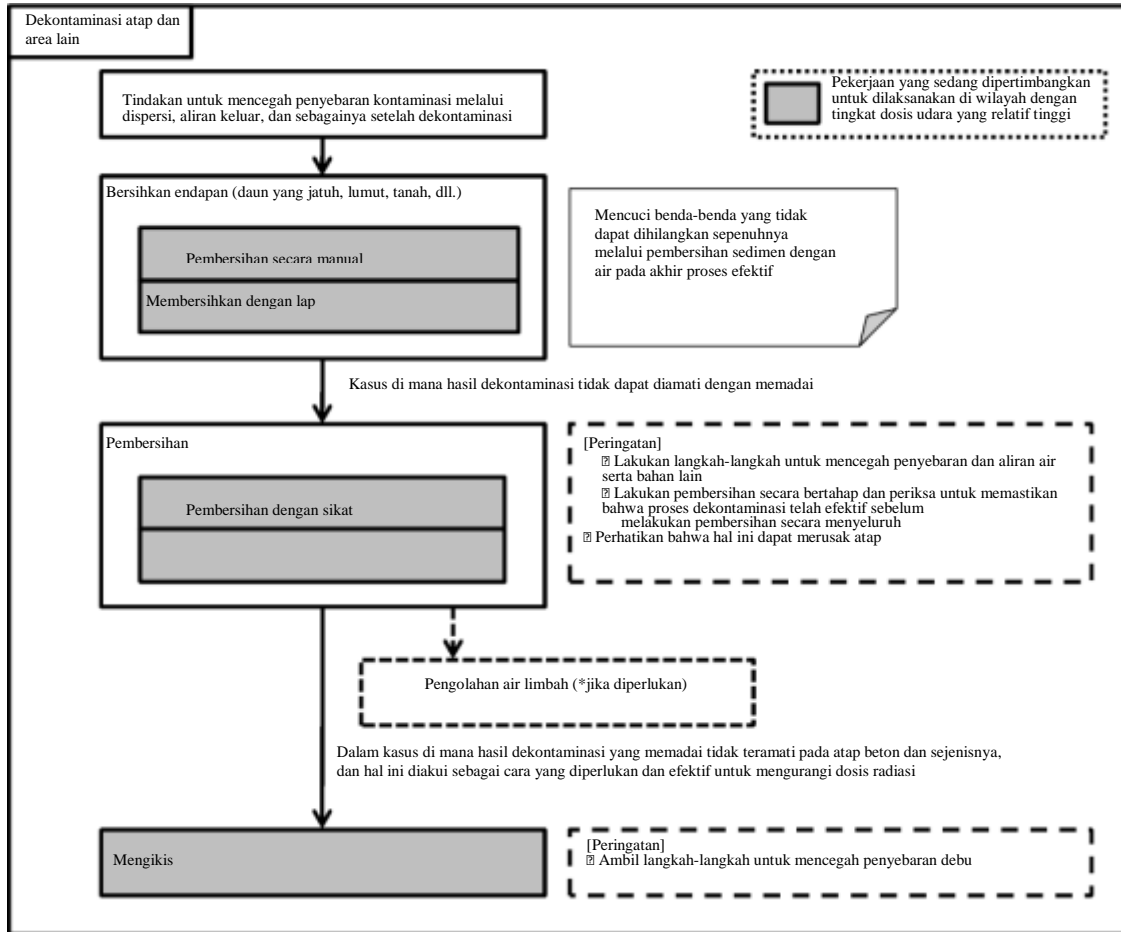 Dekontaminasi atap dan
area lain
Tindakan untuk mencegah penyebaran kontaminasi melalui
dispersi, aliran keluar, dan sebagainya setelah dekontaminasi
Pekerjaan yang sedang dipertimbangkan
untuk dilaksanakan di wilayah dengan
tingkat dosis udara yang relatif tinggi
Bersihkan endapan (daun yang jatuh, lumut, tanah, dll.)
Pembersihan secara manual
Membersihkan dengan lap
Mencuci benda-benda yang tidak
dapat dihilangkan sepenuhnya
melalui pembersihan sedimen dengan
air pada akhir proses efektif
Kasus di mana hasil dekontaminasi tidak dapat diamati dengan memadai
Pembersihan
Pembersihan dengan sikat
[Peringatan]
Lakukan langkah-langkah untuk mencegah penyebaran dan aliran air
serta bahan lain
Lakukan pembersihan secara bertahap dan periksa untuk memastikan
bahwa proses dekontaminasi telah efektif sebelum
melakukan pembersihan secara menyeluruh
Perhatikan bahwa hal ini dapat merusak atap
Pengolahan air limbah (*jika diperlukan)
Dalam kasus di mana hasil dekontaminasi yang memadai tidak teramati pada atap beton dan sejenisnya,
dan hal ini diakui sebagai cara yang diperlukan dan efektif untuk mengurangi dosis radiasi
Mengikis
[Peringatan]
Ambil langkah-langkah untuk mencegah penyebaran debu